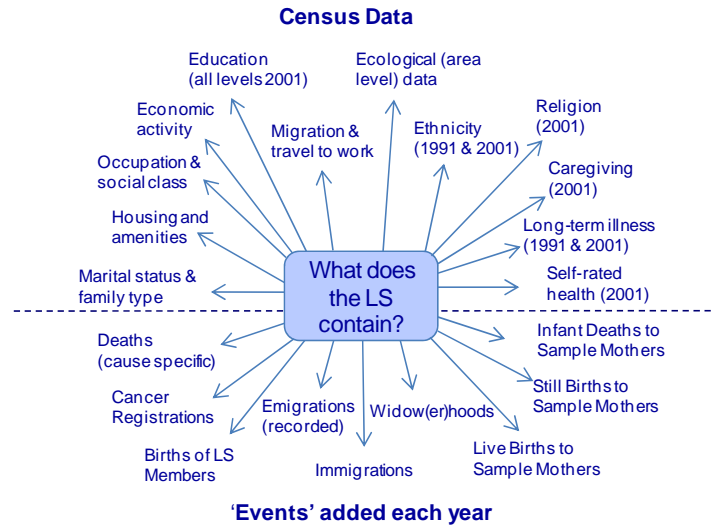 Census Data
Education
(all levels 2001)
Ecological (area
level) data
Economic
activity
Migration &
travel to work
Ethnicity
(1991 & 2001)
Religion
(2001)
Occupation &
social class
Caregiving
(2001)
Housing and
amenities
Long-term illness
(1991 & 2001)
Marital status &
family type
What does
the LS
contain?
Self-rated
health (2001)
Deaths
(cause specific)
Infant Deaths to
Sample Mothers
Cancer
Registrations
Emigrations
(recorded)
Widow(er)hoods
Still Births to
Sample Mothers
Births of LS
Members
Immigrations
Live Births to
Sample Mothers
'Events' added each year